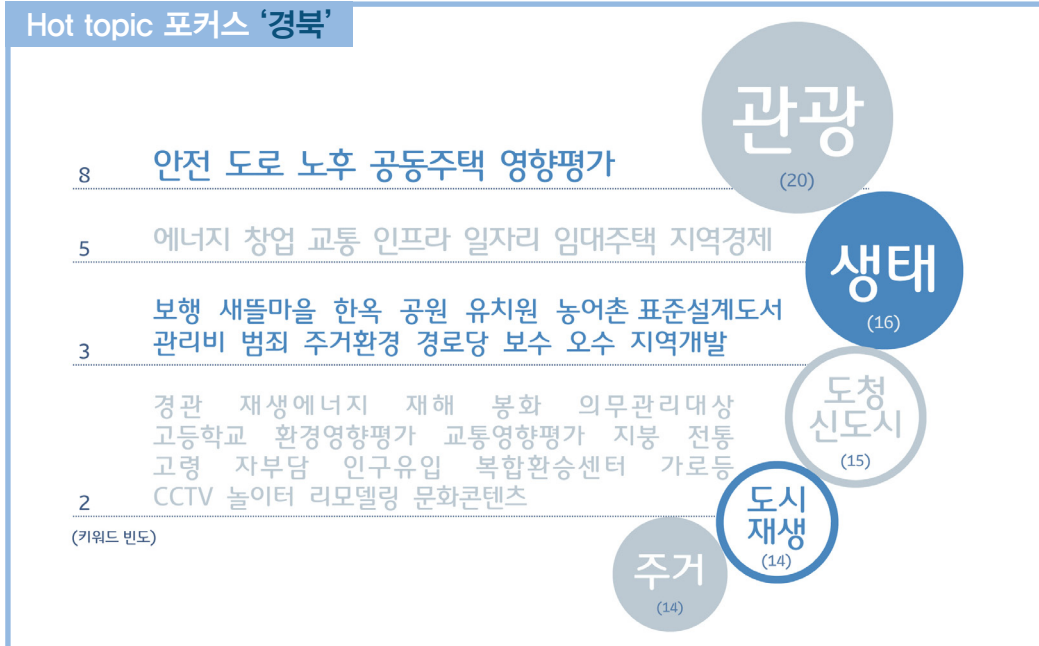 Hot topic 포커스 ‘경북’
관광
(20)
8 안전 도로 노후 공동주택 영향평가
생태
(16)
5 에너지 창업 교통 인프라 일자리 임대주택 지역경제
보행 새뜰마을 한옥 공원 유치원 농어촌 표준설계도서
3 관리비 범죄 주거환경 경로당 보수 오수 지역개발
도청
신도시
(15)
경관 재생에너지 재해 봉화 의무관리대상
고등학교 환경영향평가 교통영향평가 지붕 전통
고령 자부담 인구유입 복합환승센터 가로등
2 CCTV 놀이터 리모델링 문화콘텐츠
(키워드 빈도)
도시
재생
(14)
주거
(14)